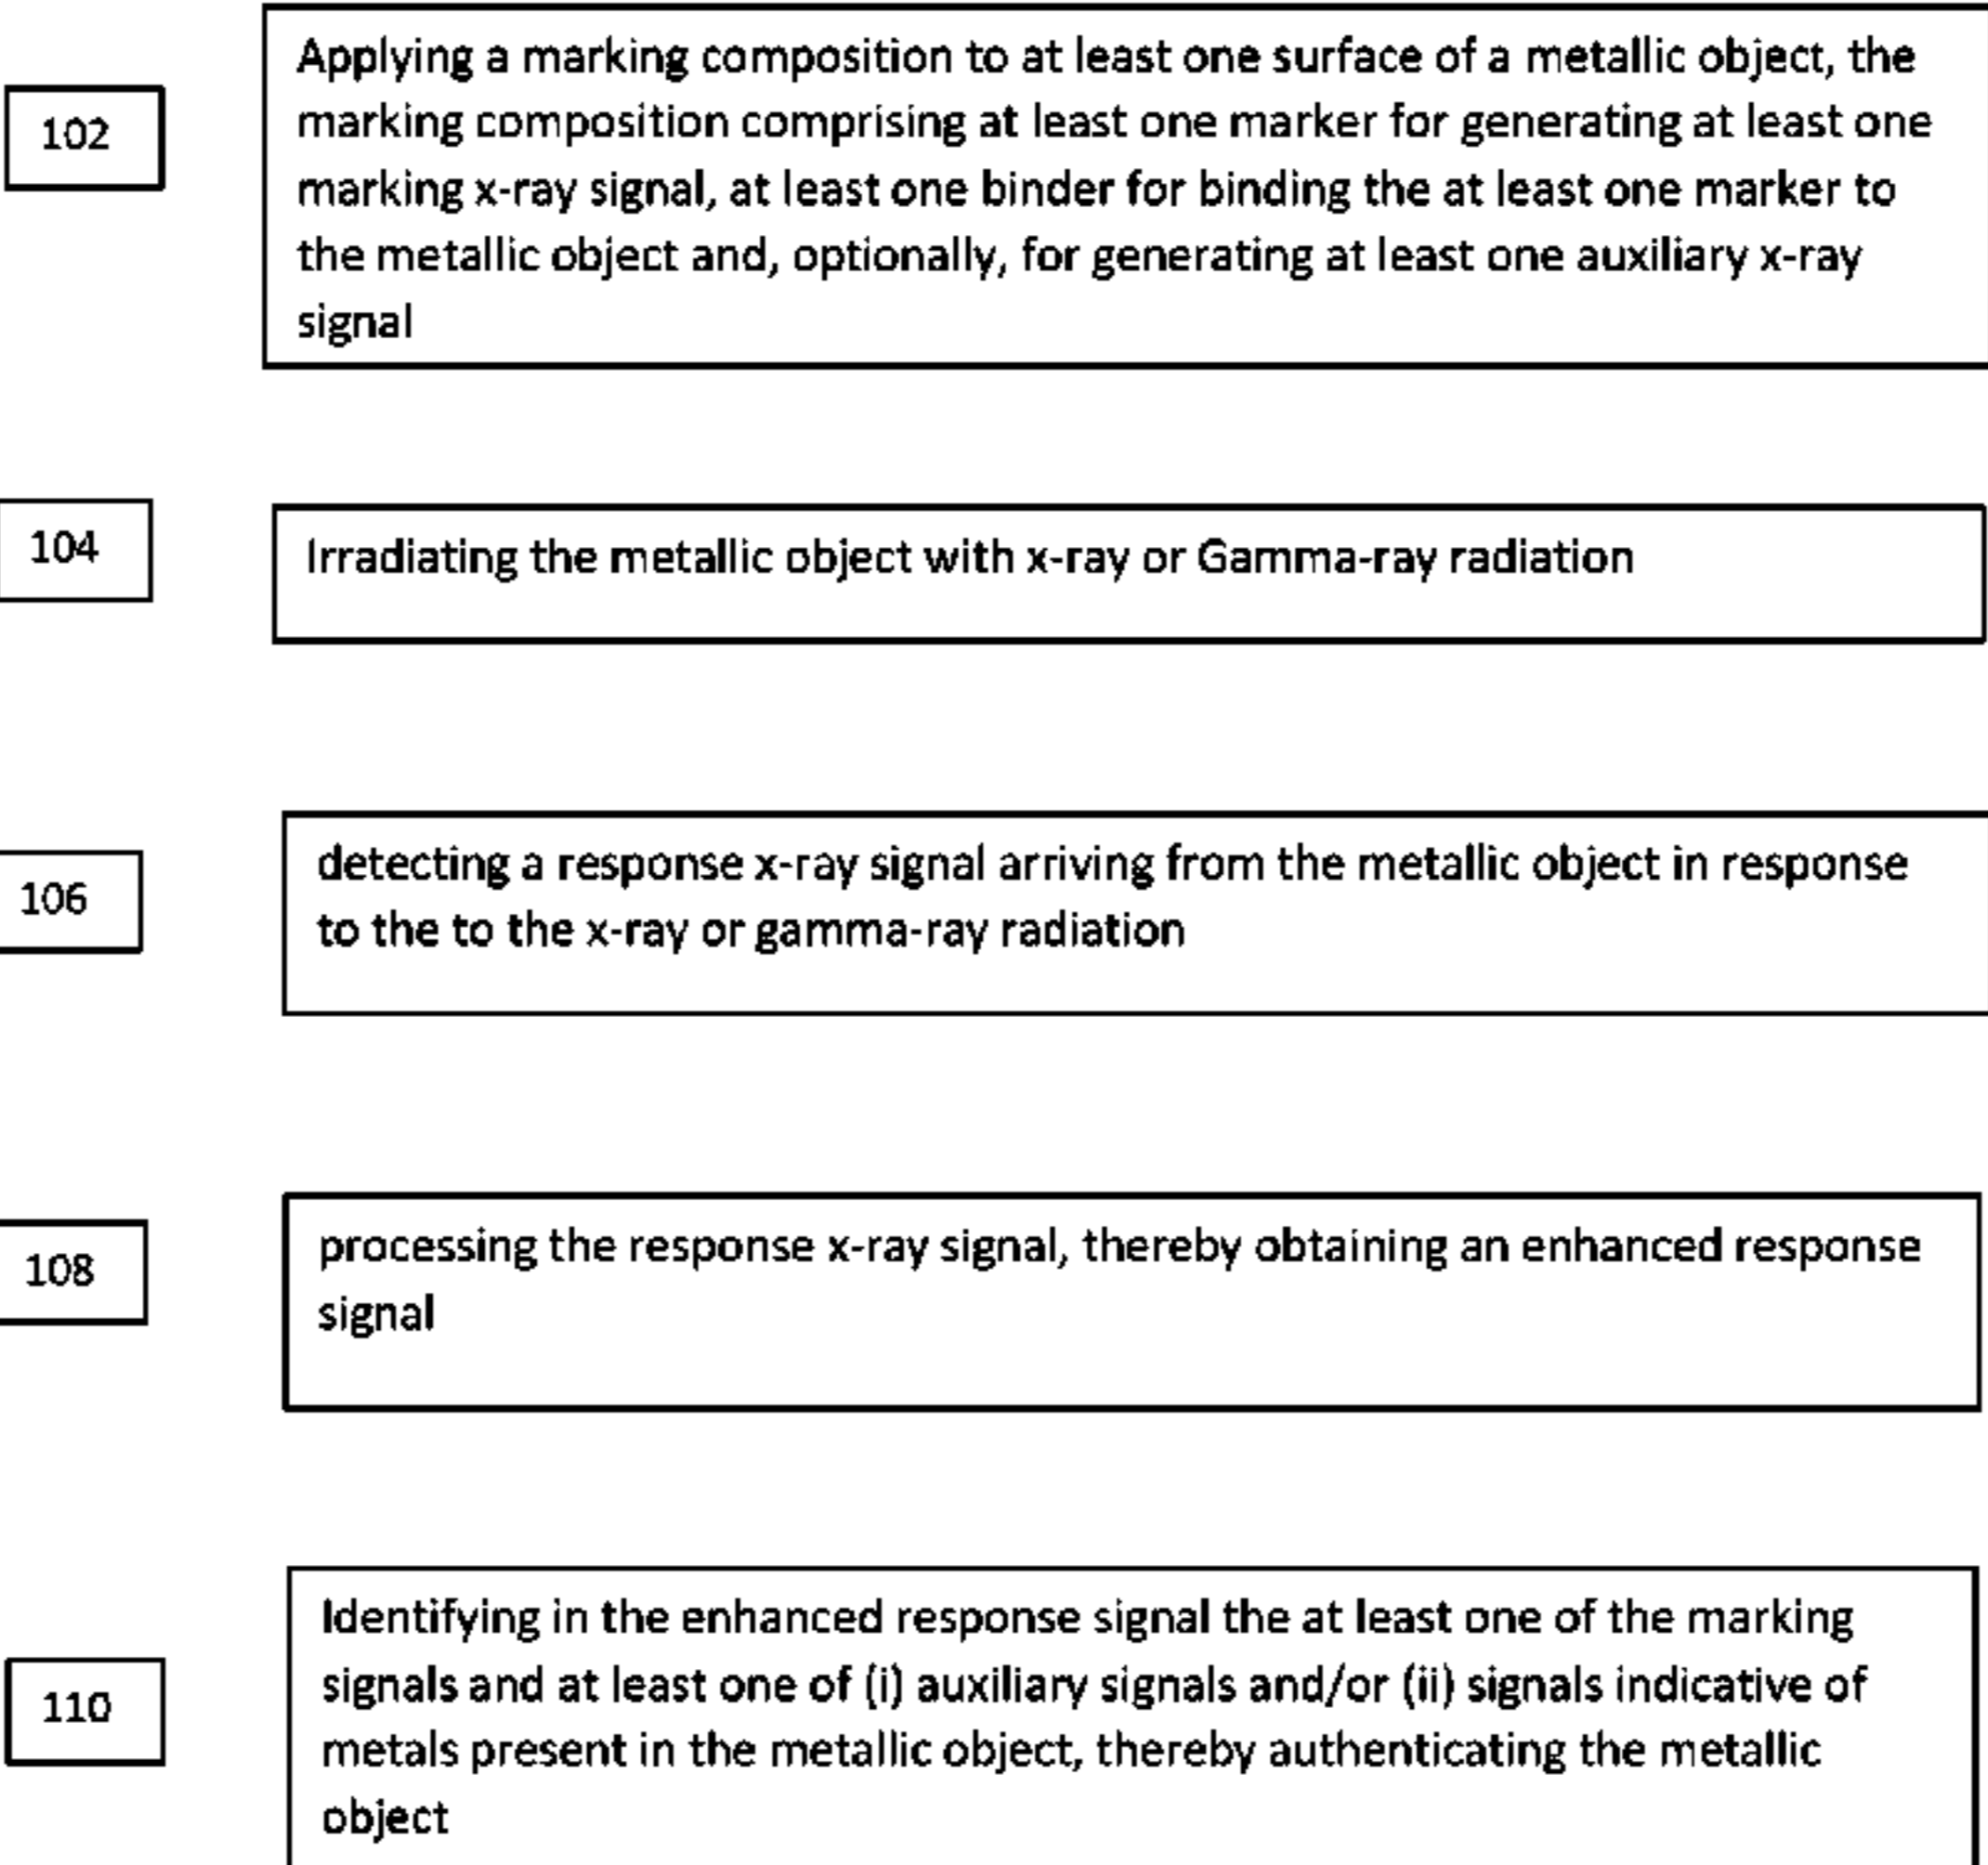 102
Applying a marking composition to at least one surface of a metallic object, the
marking composition comprising at least one marker for generating at least one
marking x-ray signal, at least one binder for binding the at least one marker to
the metallic object and, optionally, for generating at least one auxiliary x-ray
signal
104
Irradiating the metallic object with x-ray or Gamma-ray radiation
106
detecting a response x-ray signal arriving from the metallic object in response
to the to the x-ray or gamma-ray radiation
108
processing the response x-ray signal, thereby obtaining an enhanced response
signal
110
Identifying in the enhanced response signal the at least one of the marking
signals and at least one of (i) auxiliary signals and/or (ii) signals indicative of
metals present in the metallic object, thereby authenticating the metallic
object